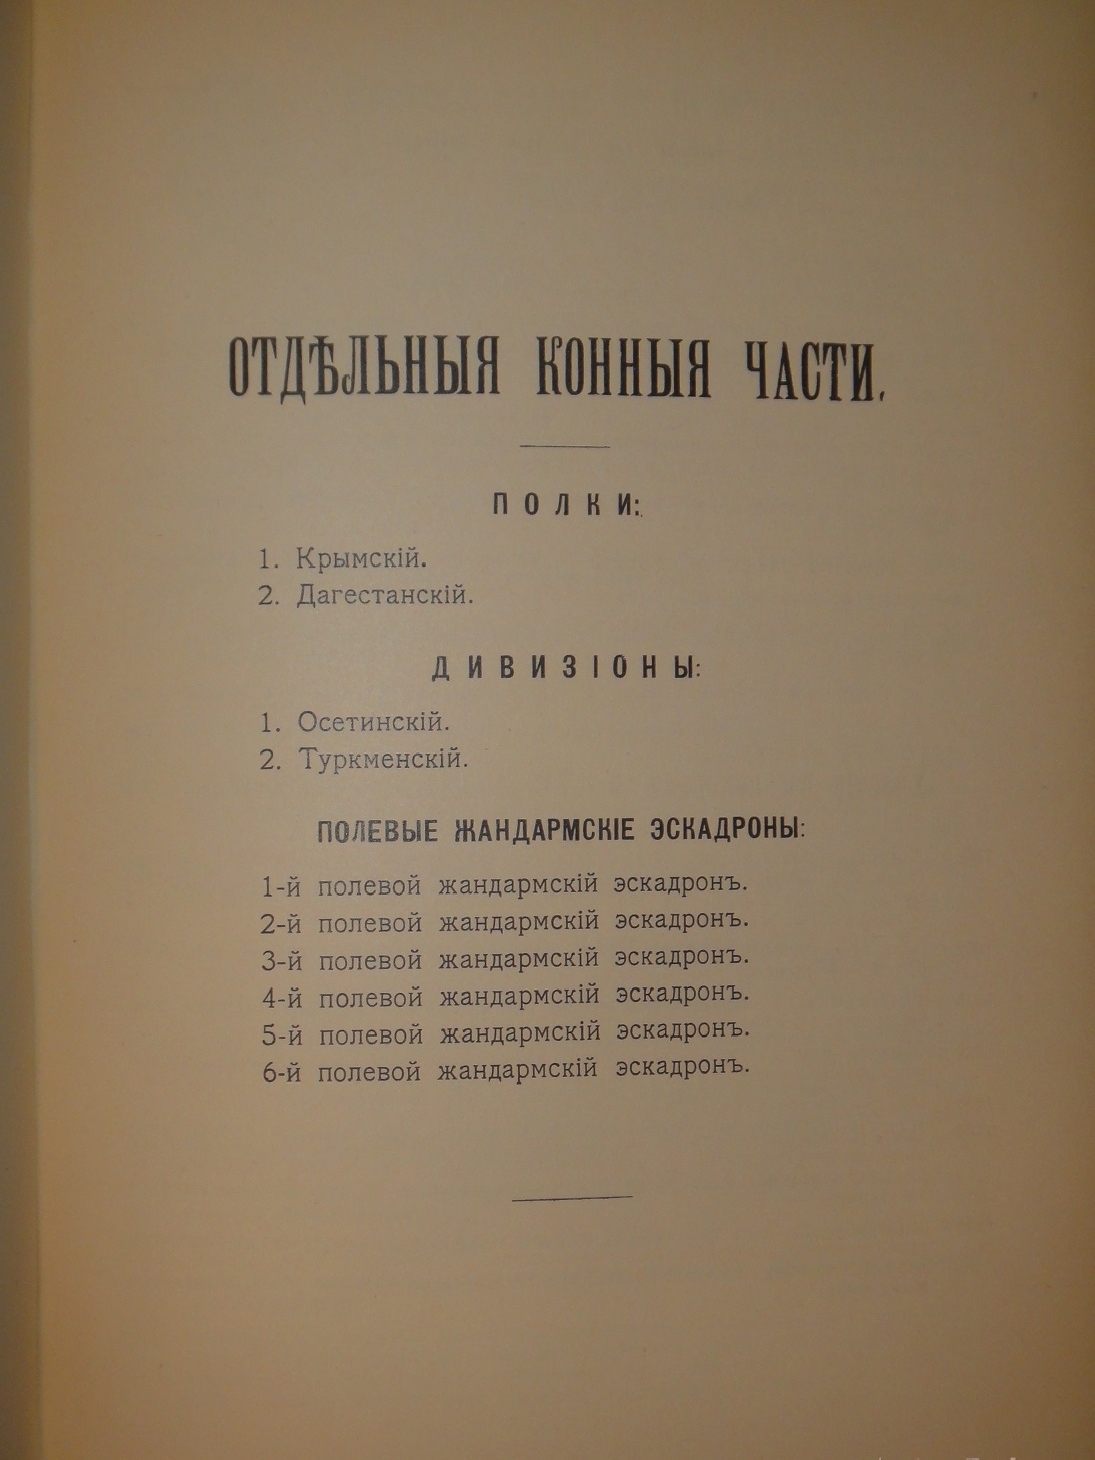 ОТДѢЛЬНЫЯ КОННЫЯ ЧАСТИ.
ПОЛКИ:
1. Крымскій.
2. Дагестанскій.
ДИВИЗІОНЫ:
1. Осетинскій.
2. Туркменскій.
ПОЛЕВЫЕ ЖАНДАРМСКІЕ ЭСКАДРОНЫ:
1-й полевой жандармскій эскадронъ.
2-й полевой жандармскій эскадронъ.
3-й полевой жандармскій эскадронъ.
4-й полевой жандармскій эскадронъ.
5-й полевой жандармскій эскадронъ.
6-й полевой жандармскій эскадронъ.